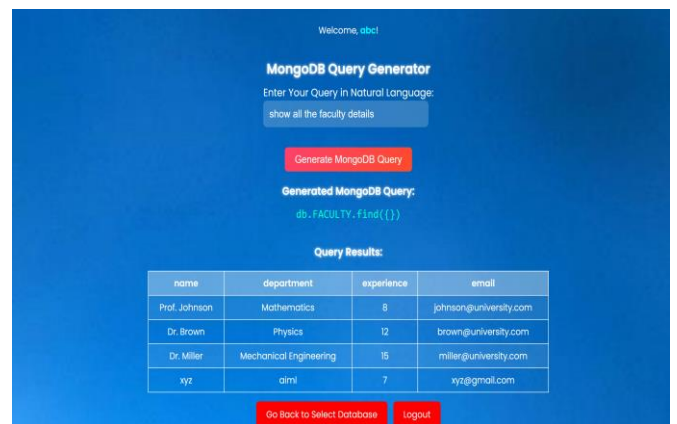 Welcome, abc!
MongoDB Query Generator
Enter Your Query in Natural Language:
show all the faculty details
Generate MongoDB Query
Generated MongoDB Query:
db.FACULTY.find({})
Query Results:
name department experience email
Prof. Johnson Mathematics 8 johnson@university.com
Dr. Brown Physics 12 brown@university.com
Dr. Miller Mechanical Engineering 15 miller@university.com
xyz aiml 7 xyz@gmail.com
Go Back to Select Database Logout